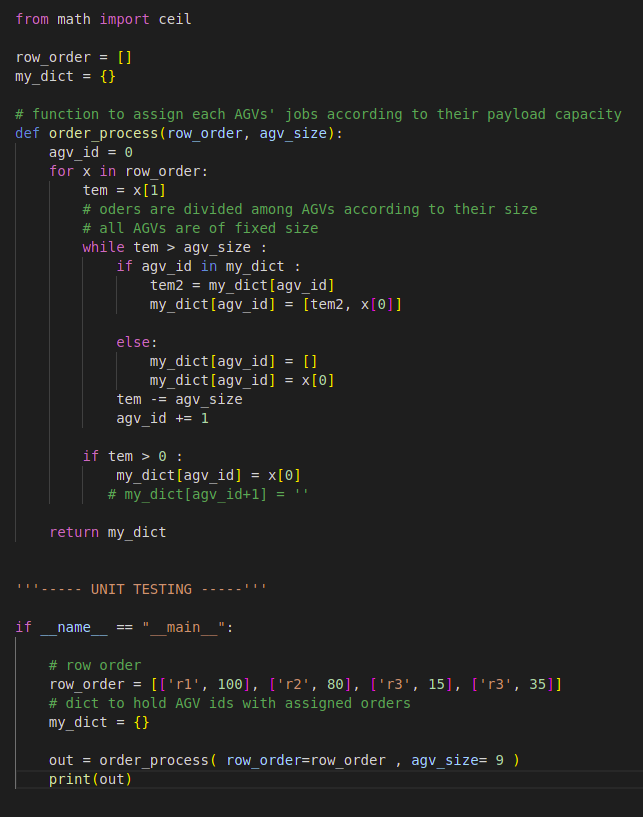 from math import ceil
row_order = []
my_dict = {}
# function to assign each AGVs' jobs according to their payload capacity
def order_process(row_order, agv_size):
    agv_id = 0
    for x in row_order:
        tem = x[1]
        # oders are divided among AGVs according to their size
        # all AGVs are of fixed size
        while tem > agv_size :
            if agv_id in my_dict :
                tem2 = my_dict[agv_id]
                my_dict[agv_id] = [tem2, x[0]]
            else:
                my_dict[agv_id] = []
                my_dict[agv_id] = x[0]
            tem -= agv_size
            agv_id += 1
        if tem > 0 :
            my_dict[agv_id] = x[0]
           # my_dict[agv_id+1] = ''
    return my_dict
'''----- UNIT TESTING -----'''
if __name__ == "__main__":
    # row order
    row_order = [['r1', 100], ['r2', 80], ['r3', 15], ['r3', 35]]
    # dict to hold AGV ids with assigned orders
    my_dict = {}
    out = order_process( row_order=row_order , agv_size= 9 )
    print(out)